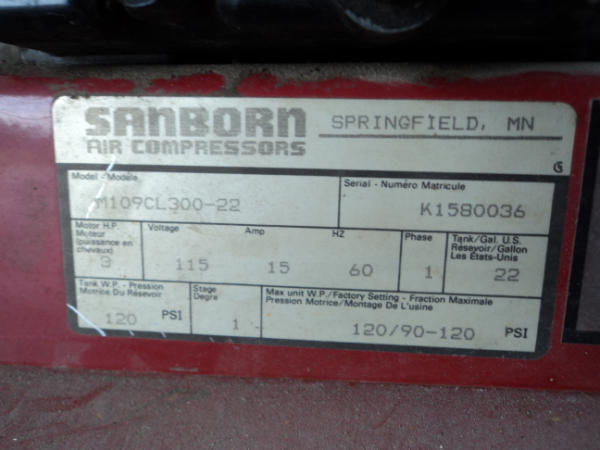 SANBORN
AIR COMPRESSORS
SPRINGFIELD, MN
Model - Modèle
M109CL300-22
Serial - Numéro Matricule
K1580036
Motor H.P.
Moteur
(puissance en
chevaux)
3
Voltage
115
Amp
15
HZ
60
Phase
1
Tank/Gal. U.S.
Résevoir/Gallon
Les États-Unis
22
Tank W.P. - Pression
Motrice Du Résevoir
120 PSI
Stage
Degre
1
Max unit W.P./Factory Setting - Fraction Maximale
Pression Motrice/Montage De L'usine
120/90-120 PSI